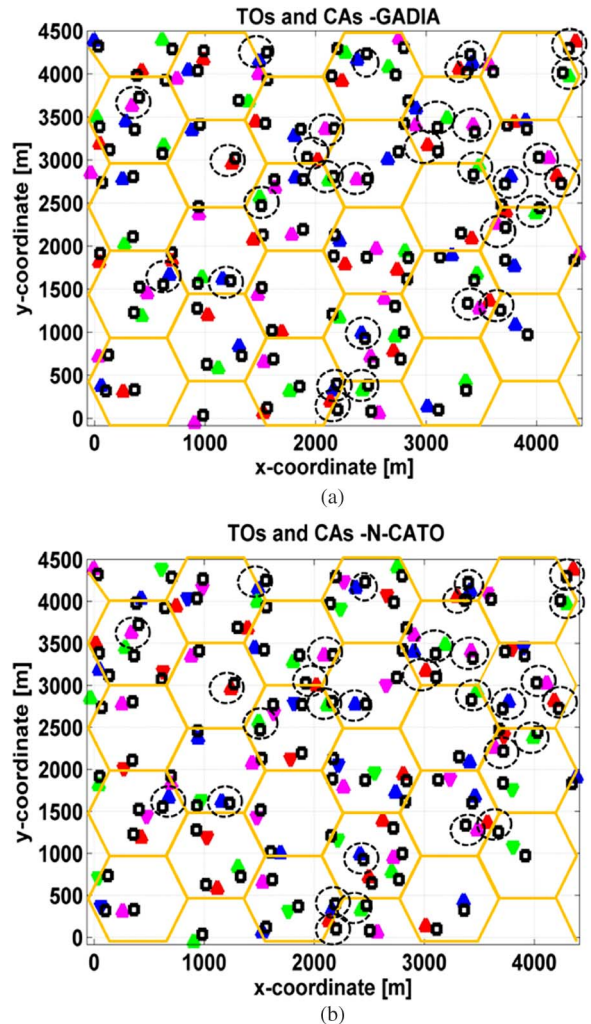 TOs and CAs -GADIA
4500
4000
3500
3000
2500
2000
1500
1000
500
0
y-coordinate [m]
0 1000 2000 3000 4000
x-coordinate [m]
(a)
TOs and CAs -N-CATO
4500
4000
3500
3000
2500
2000
1500
1000
500
0
y-coordinate [m]
0 1000 2000 3000 4000
x-coordinate [m]
(b)